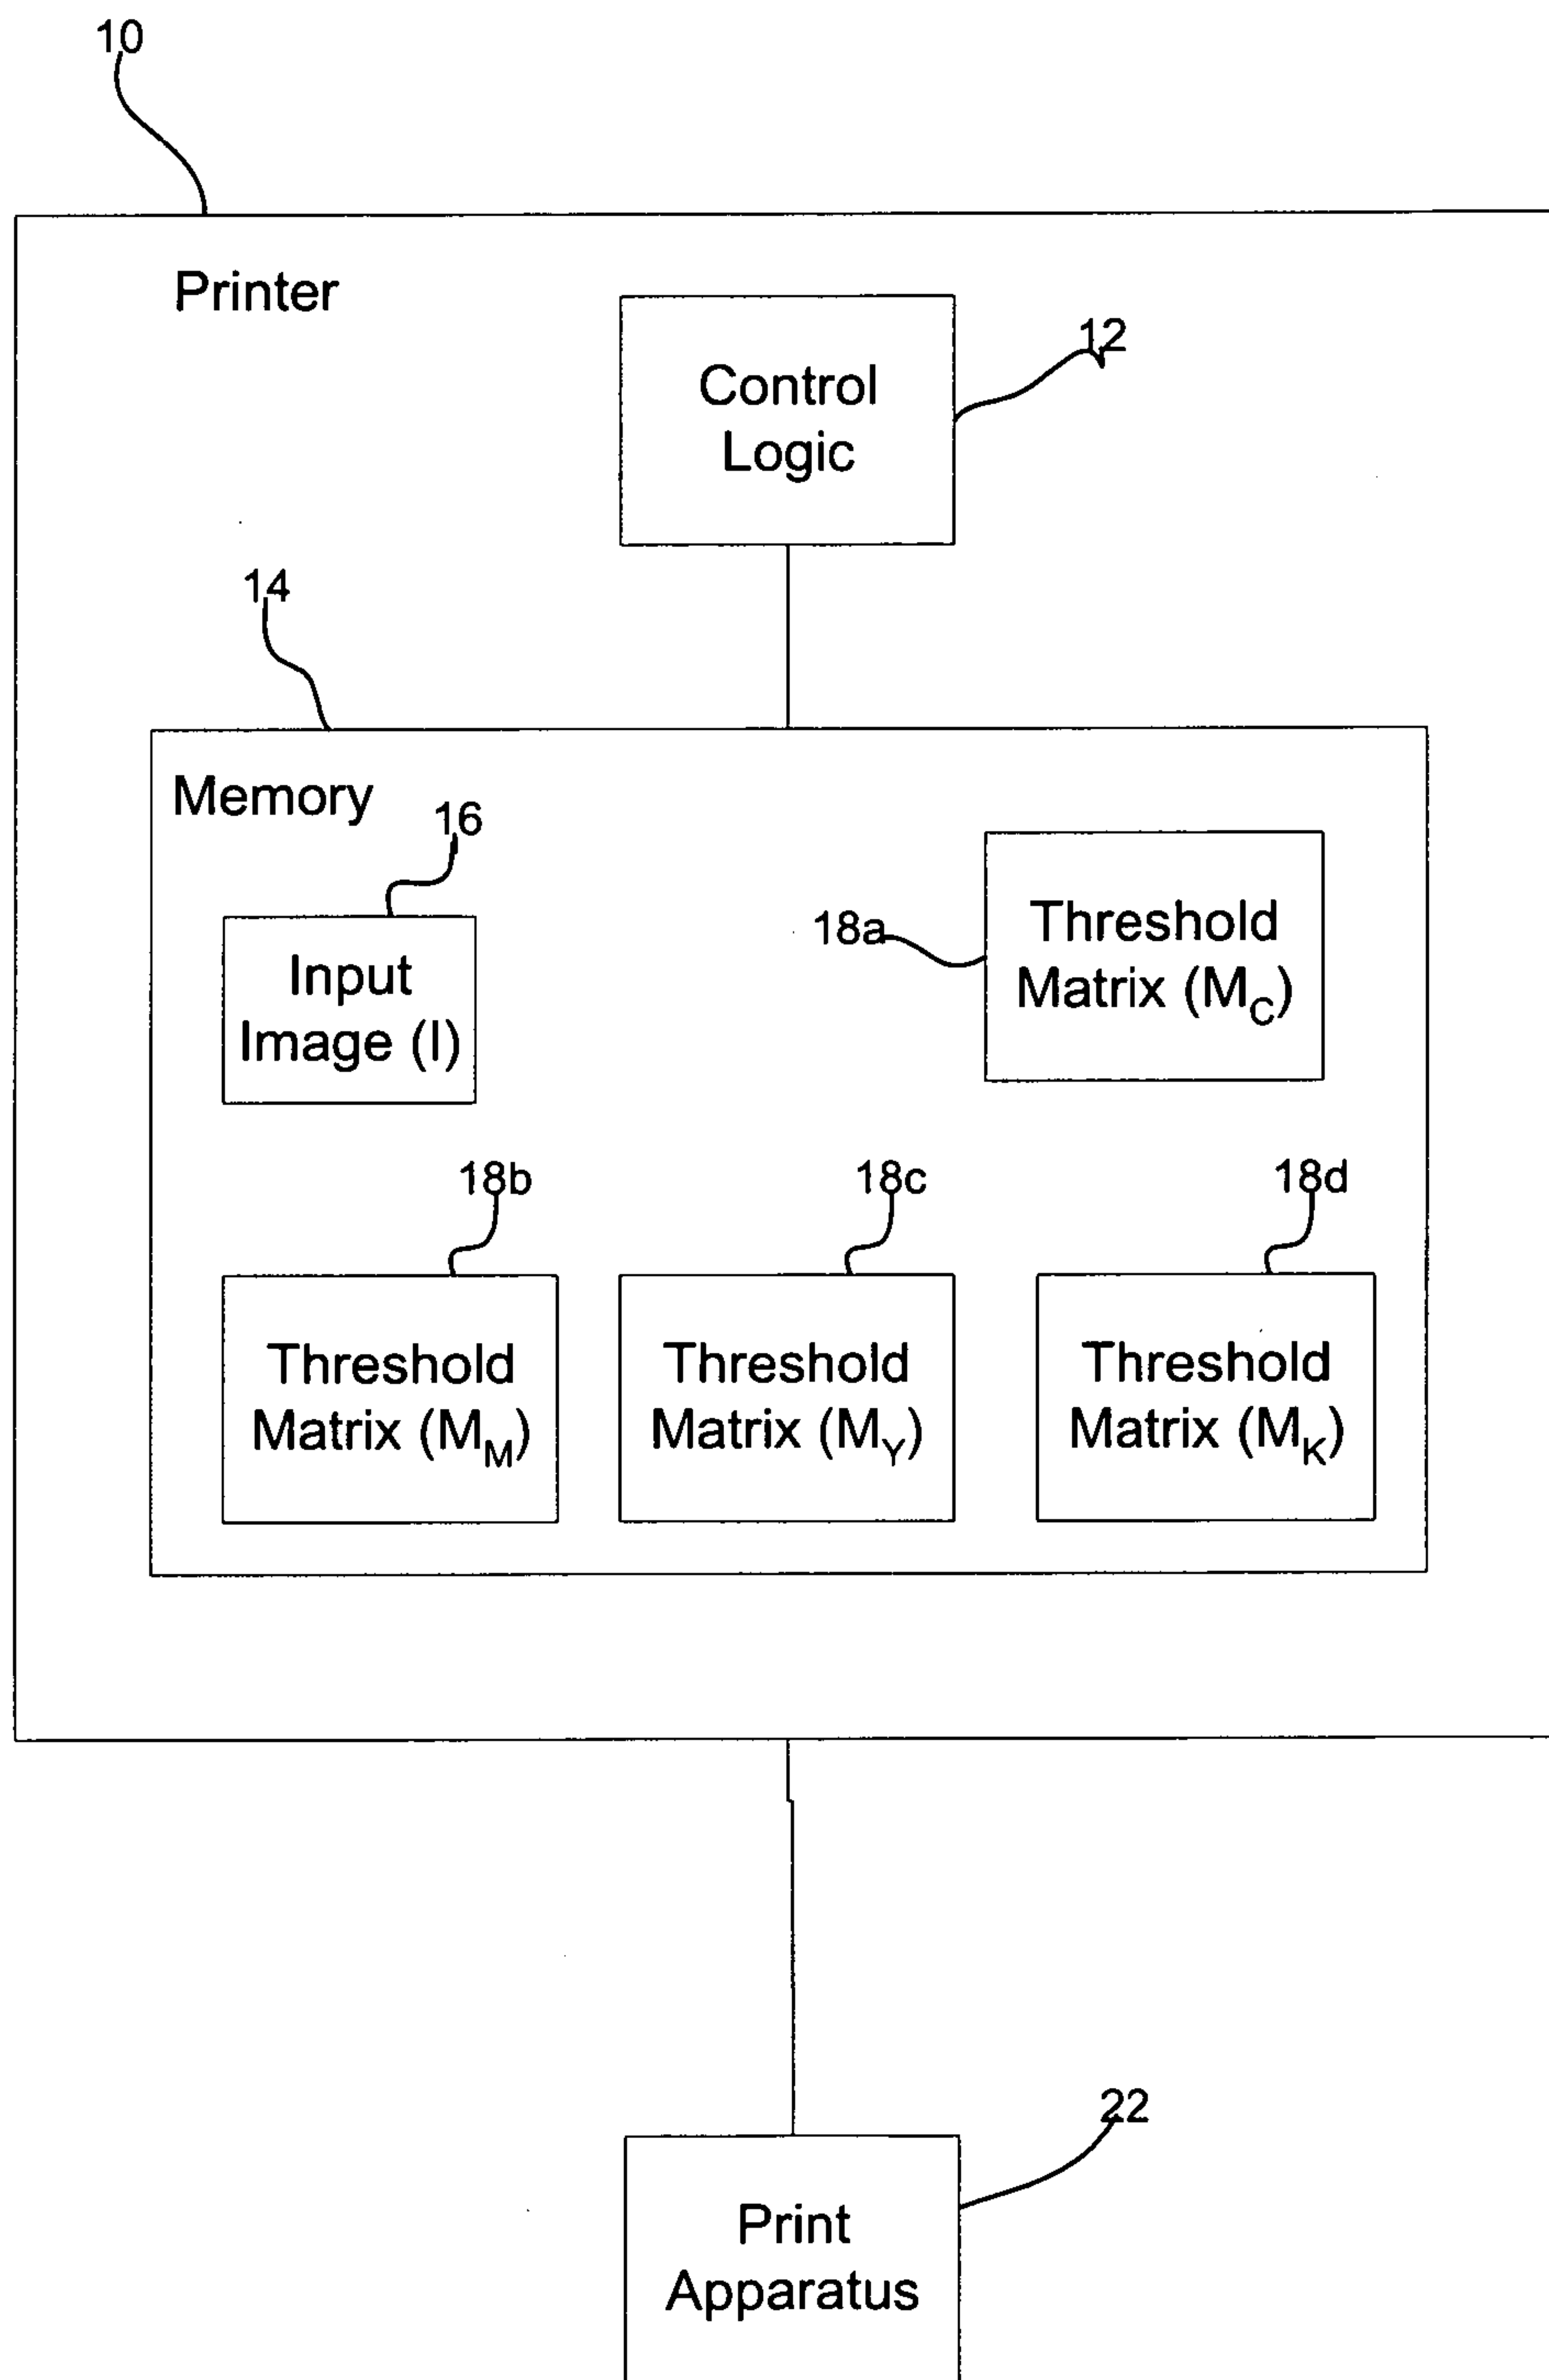 10
Printer
Control
Logic
12
14
Memory
16
Input
Image (I)
18a
Threshold
Matrix (M_C)
18b
Threshold
Matrix (M_M)
18c
Threshold
Matrix (M_Y)
18d
Threshold
Matrix (M_K)
22
Print
Apparatus